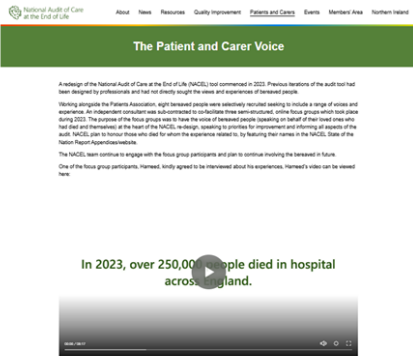 National Audit of Care
at the End of Life
About News Resources Quality Improvement Patients and Carers Events Members' Area Northern Ireland
The Patient and Carer Voice
A redesign of the National Audit of Care at the End of Life (NACEL) tool commenced in 2023. Previous iterations of the audit tool had
been designed by professionals and had not directly sought the views and experiences of bereaved people.
Working alongside the Patients Association, eight bereaved people were selectively recruited seeking to include a range of voices and
experience. An independent consultant was sub-contracted to co-facilitate three semi-structured, online focus groups which took place
during 2023. The purpose of the focus groups was to have the voice of bereaved people (speaking on behalf of their loved ones who
had died and themselves) at the heart of the NACEL re-design, speaking to priorities for improvement and informing all aspects of the
audit. NACEL plan to honour those who died for whom the experience related to, by featuring their names in the NACEL State of the
Nation Report Appendices/website.
The NACEL team continue to engage with the focus group participants and plan to continue involving the bereaved in future.
One of the focus group participants, Hameed, kindly agreed to be interviewed about his experiences, Hameed's video can be viewed
here:
In 2023, over 250,000 people died in hospital
across England.